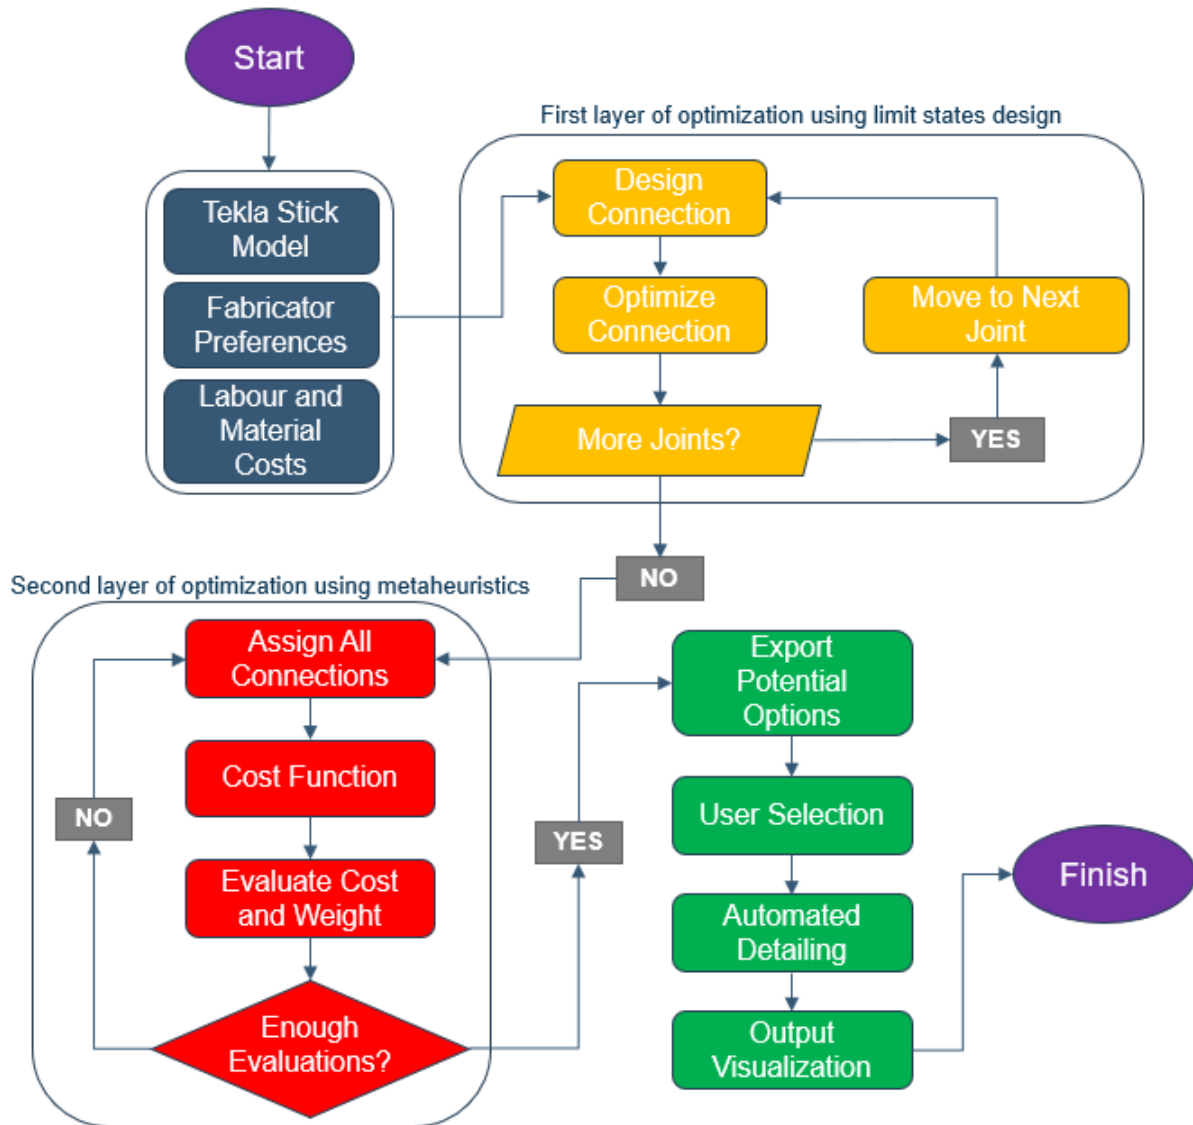 Start
First layer of optimization using limit states design
Tekla Stick
Model
Fabricator
Preferences
Labour and
Material
Costs
Design
Connection
Optimize
Connection
More Joints?
YES
Move to Next
Joint
NO
Second layer of optimization using metaheuristics
Assign All
Connections
Cost Function
Evaluate Cost
and Weight
Enough
Evaluations?
NO
YES
Export
Potential
Options
User Selection
Automated
Detailing
Output
Visualization
Finish